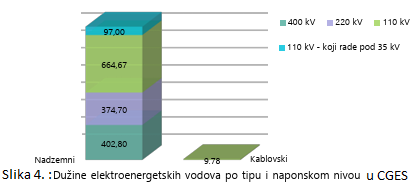 400 kV 220 kV 110 kV
110 kV - koji rade pod 35 kV
97,00
664,67
374,70
402,80
9.78
Nadzemni Kablovski
Slika 4. :Dužine elektroenergetskih vodova po tipu i naponskom nivou u CGES